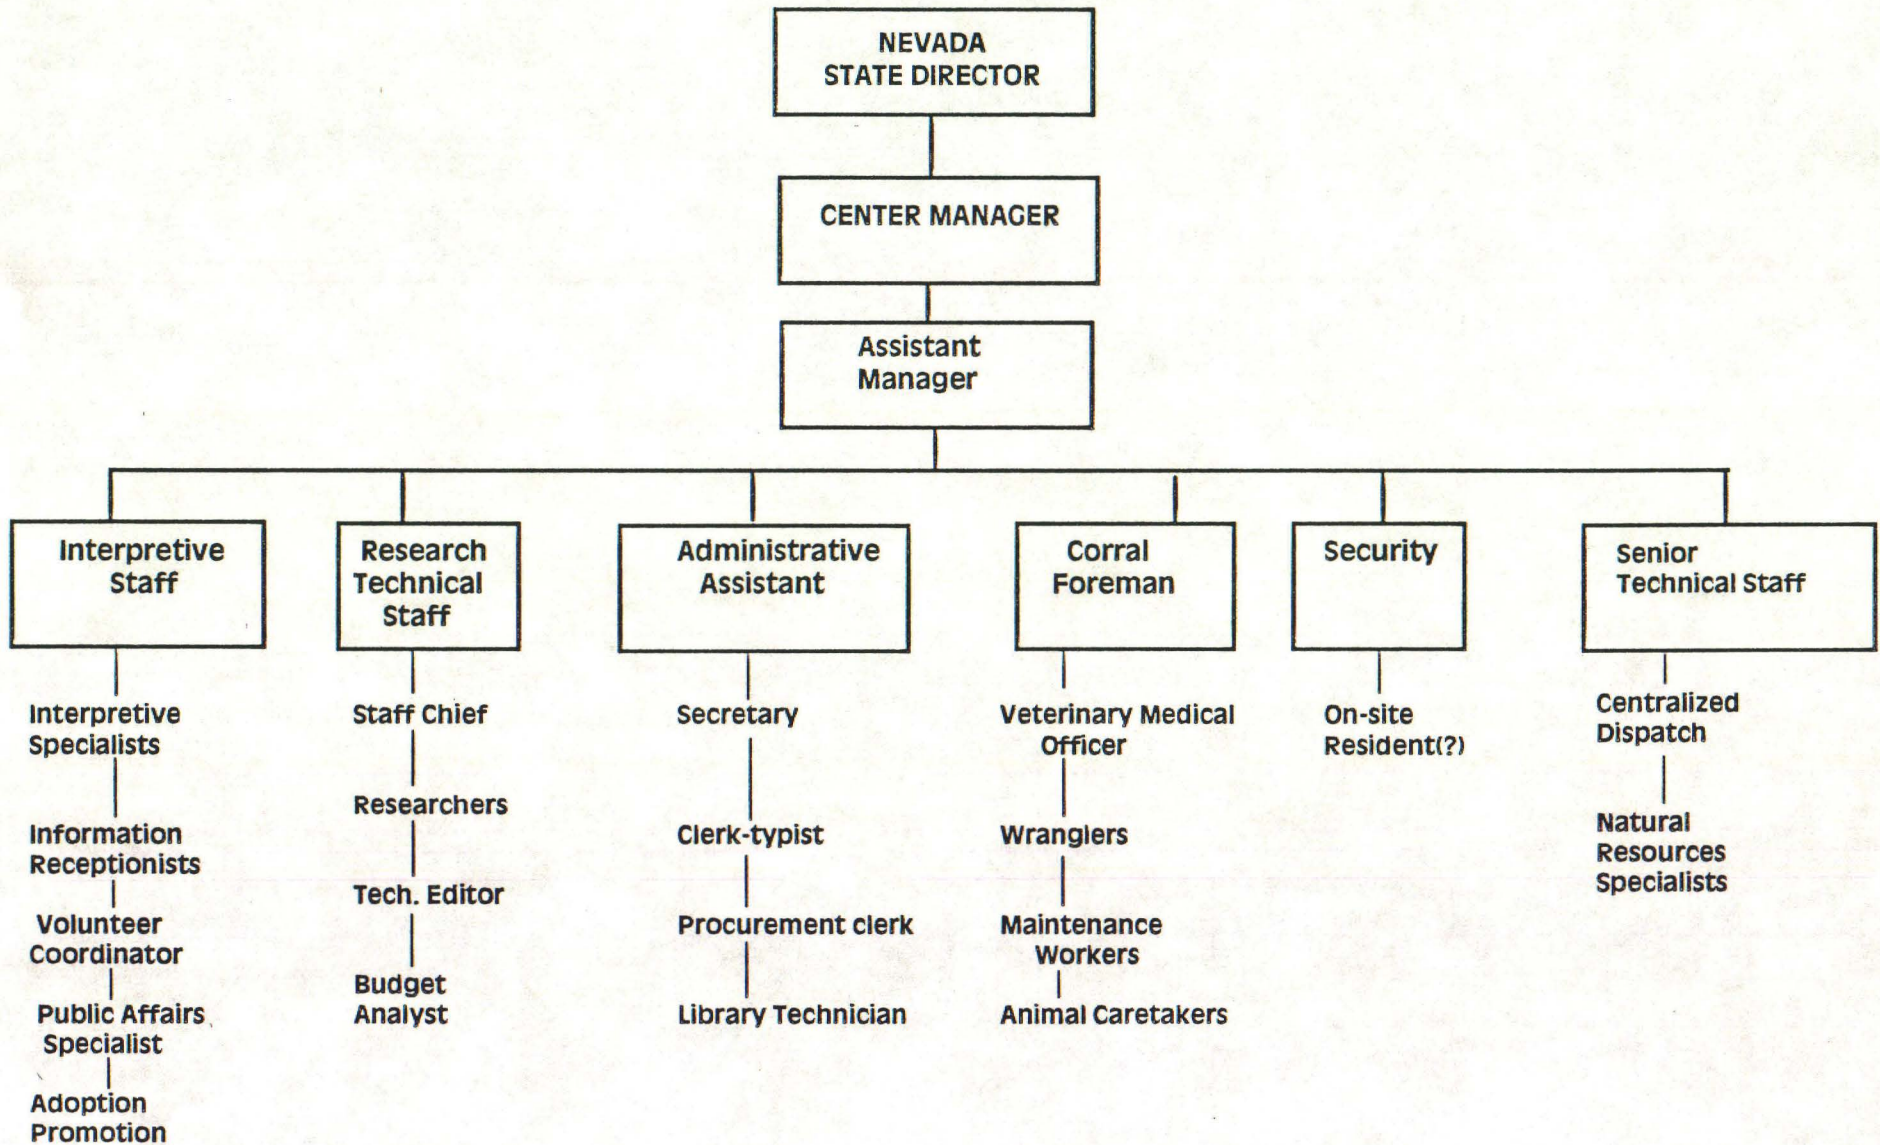 NEVADA
STATE DIRECTOR
CENTER MANAGER
Assistant
Manager
Interpretive
Staff
Interpretive
Specialists
Information
Receptionists
Volunteer
Coordinator
Public Affairs
Specialist
Adoption
Promotion
Research
Technical
Staff
Staff Chief
Researchers
Tech. Editor
Budget
Analyst
Administrative
Assistant
Secretary
Clerk-typist
Procurement clerk
Library Technician
Corral
Foreman
Veterinary Medical
Officer
Wranglers
Maintenance
Workers
Animal Caretakers
Security
On-site
Resident(?)
Senior
Technical Staff
Centralized
Dispatch
Natural
Resources
Specialists